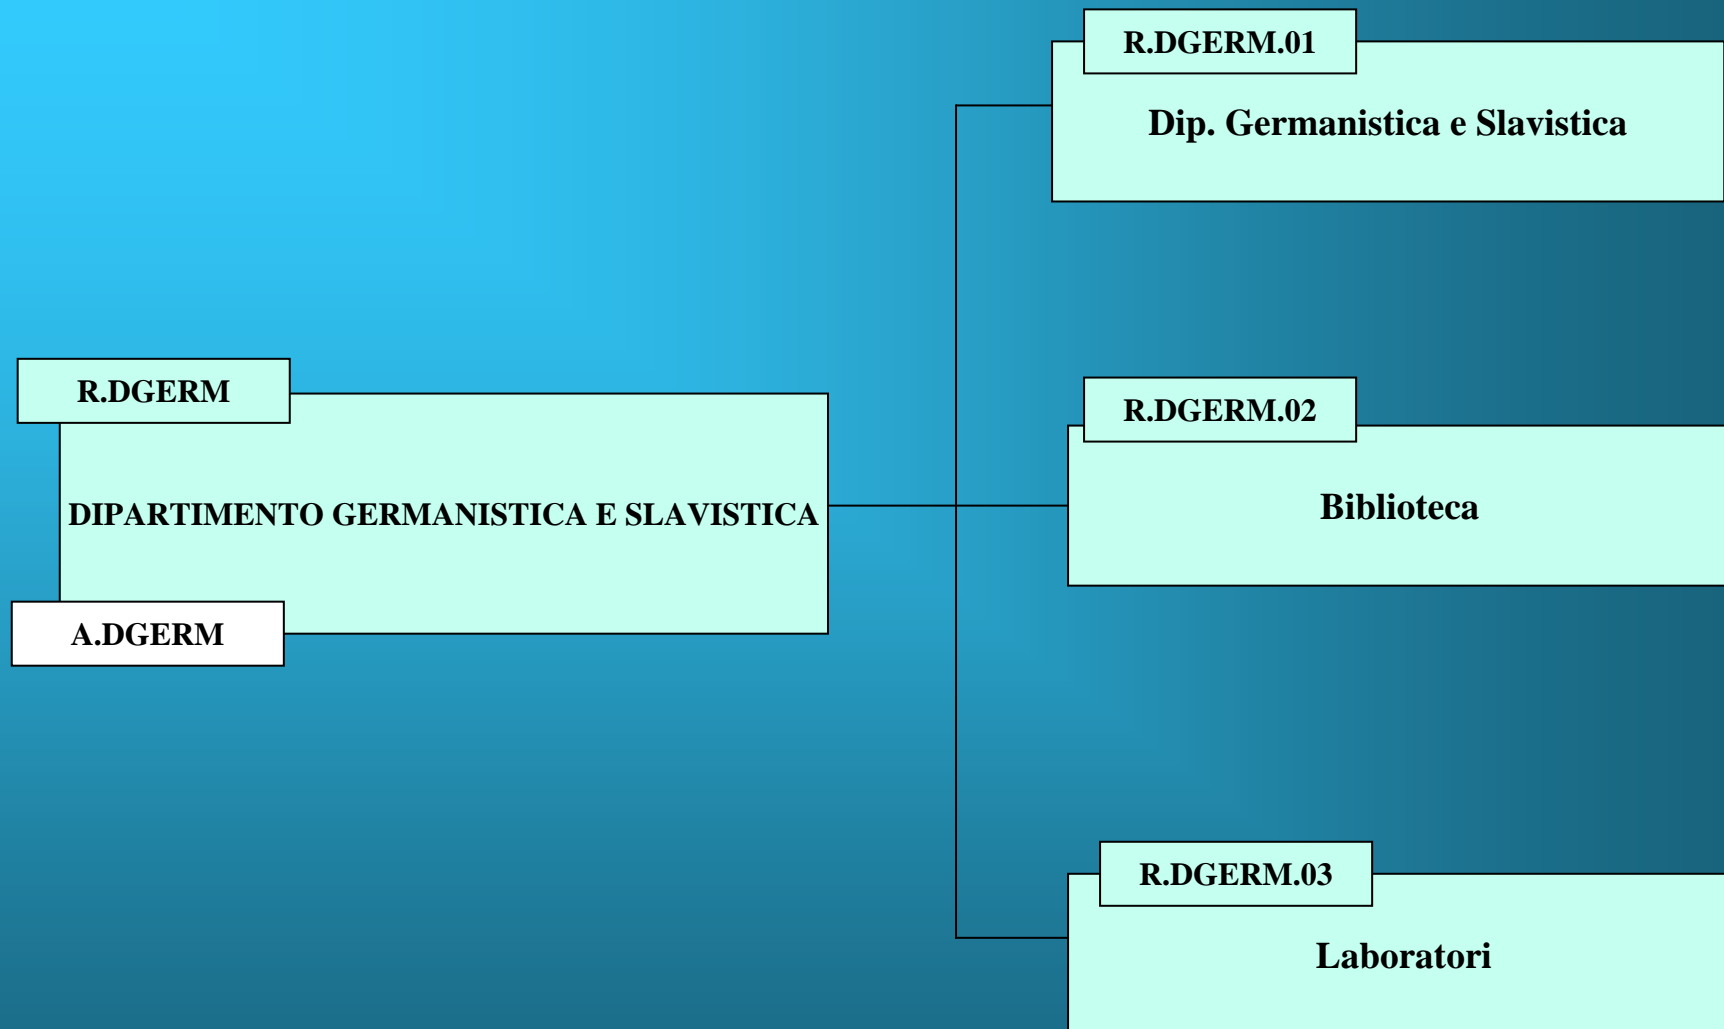 R.DGERM.01
Dip. Germanistica e Slavistica
R.DGERM
DIPARTIMENTO GERMANISTICA E SLAVISTICA
A.DGERM
R.DGERM.02
Biblioteca
R.DGERM.03
Laboratori